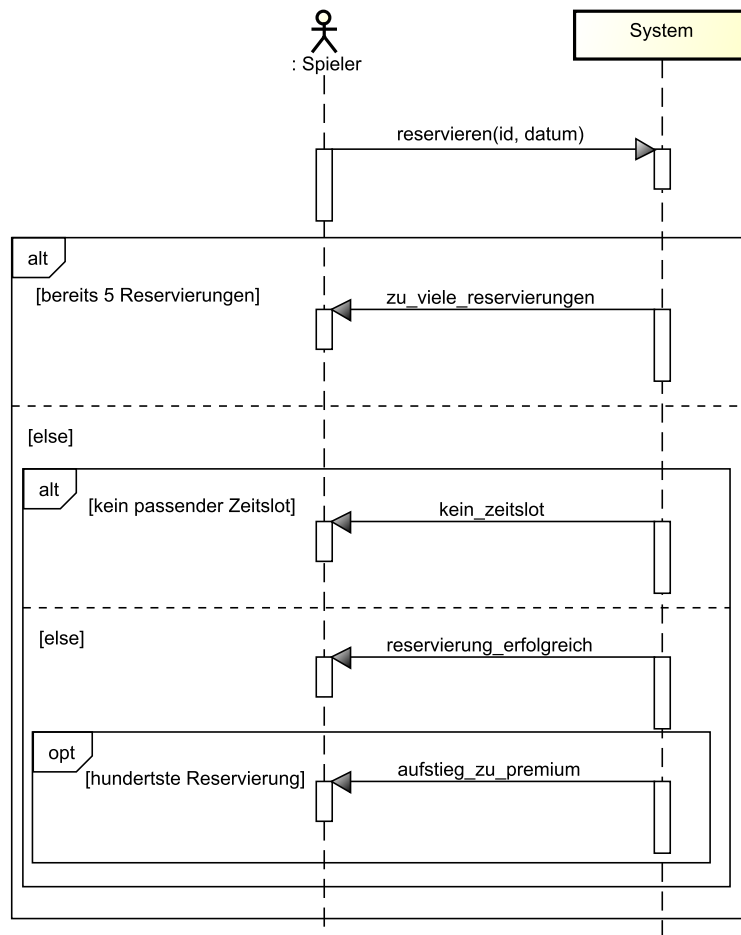 System
: Spieler
reservieren(id, datum)
alt
[bereits 5 Reservierungen]
zu_viele_reservierungen
[else]
alt
[kein passender Zeitslot]
kein_zeitslot
[else]
reservierung_erfolgreich
opt
[hundertste Reservierung]
aufstieg_zu_premium